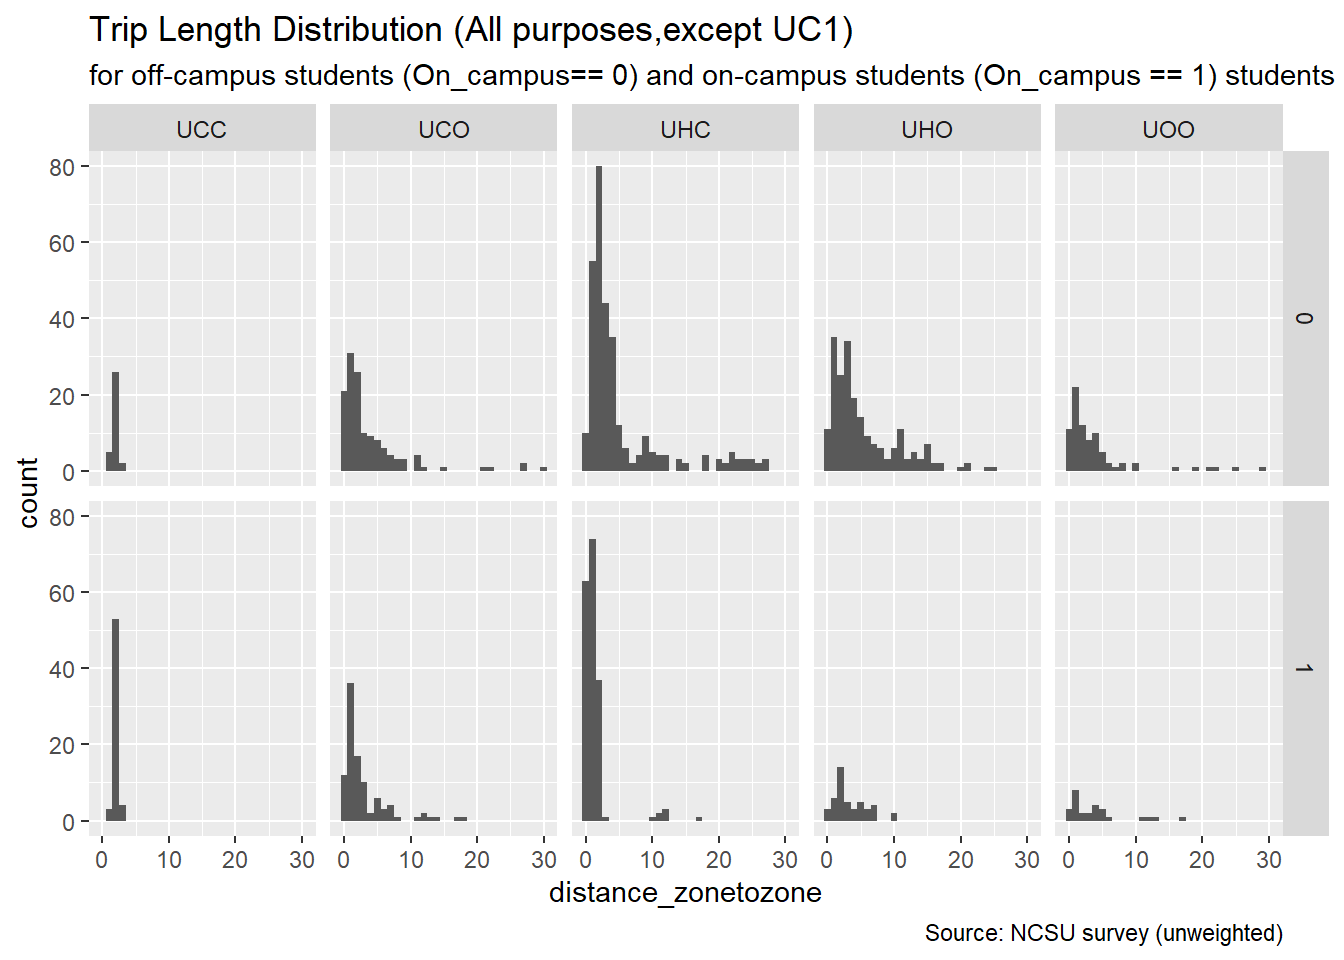 Trip Length Distribution (All purposes,except UC1)
for off-campus students (On_campus== 0) and on-campus students (On_campus == 1) students
UCC UCO UHC UHO UOO
80
60
40
20
0
0
80
60
40
20
0
1
count
0 10 20 30 0 10 20 30 0 10 20 30 0 10 20 30 0 10 20 30
distance_zonetozone
Source: NCSU survey (unweighted)